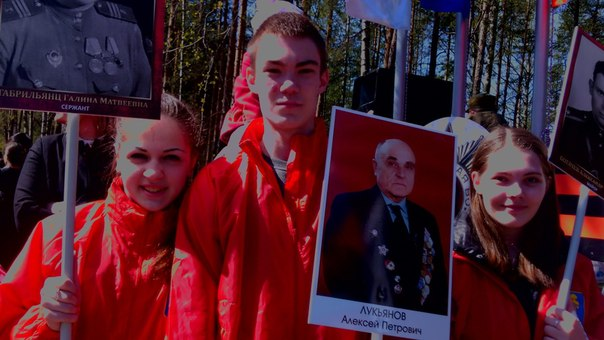 ГАБРИЛЬЯНЦ ГАЛИНА МАТВЕЕВНА
СЕРЖАНТ
ЛУКЬЯНОВ
Алексей Петрович